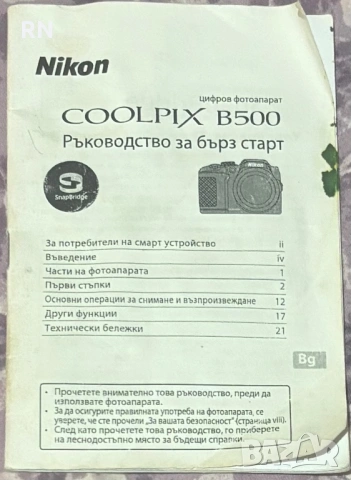 RN
Nikon
цифров фотоапарат
COOLPIX B500
Ръководство за бърз старт
S
SnapBridge
Nikon
За потребители на смарт устройство ii
Въведение iv
Части на фотоапарата 1
Първи стъпки 2
Основни операции за снимане и възпроизвеждане 12
Други функции 17
Технически бележки 21
Bg
• Прочетете внимателно това ръководство, преди да
използвате фотоапарата.
• За да осигурите правилната употреба на фотоапарата, се
уверете, че сте прочели „За вашата безопасност" (страница viii).
• След като прочетете това ръководство, го приберете
на леснодостъпно място за бъдещи справки.
BAZAR